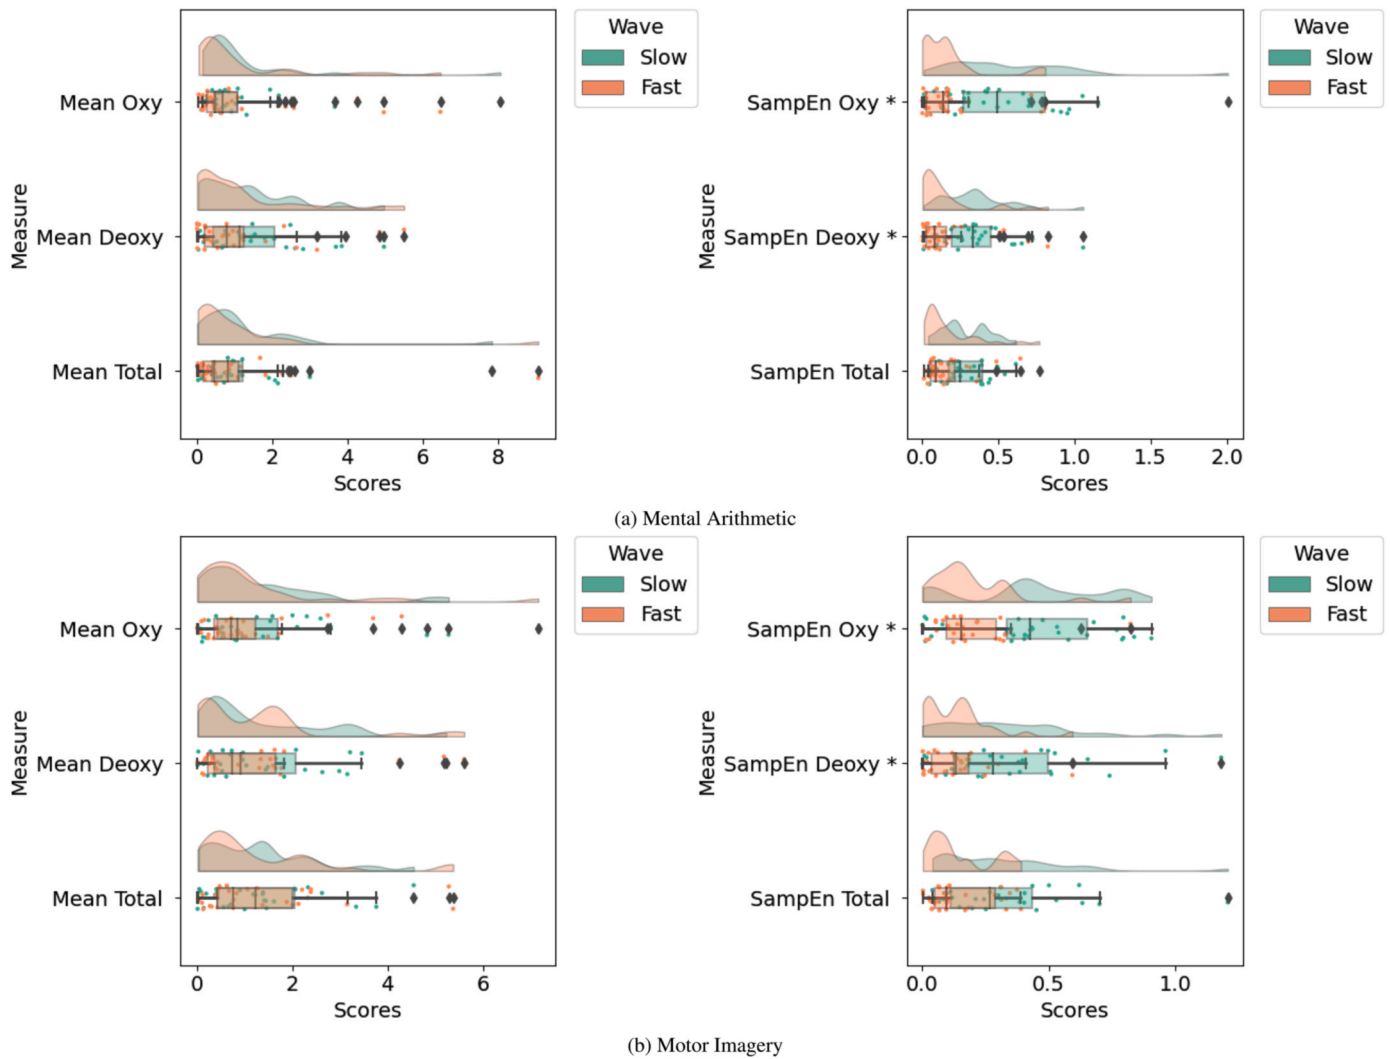 Wave
Slow
Fast
Mean Oxy
Mean Deoxy
Mean Total
Measure
0 2 4 6 8
Scores
Wave
Slow
Fast
SampEn Oxy *
SampEn Deoxy *
SampEn Total
Measure
0.0 0.5 1.0 1.5 2.0
Scores
(a) Mental Arithmetic
Wave
Slow
Fast
Mean Oxy
Mean Deoxy
Mean Total
Measure
0 2 4 6
Scores
Wave
Slow
Fast
SampEn Oxy *
SampEn Deoxy *
SampEn Total
Measure
0.0 0.5 1.0
Scores
(b) Motor Imagery